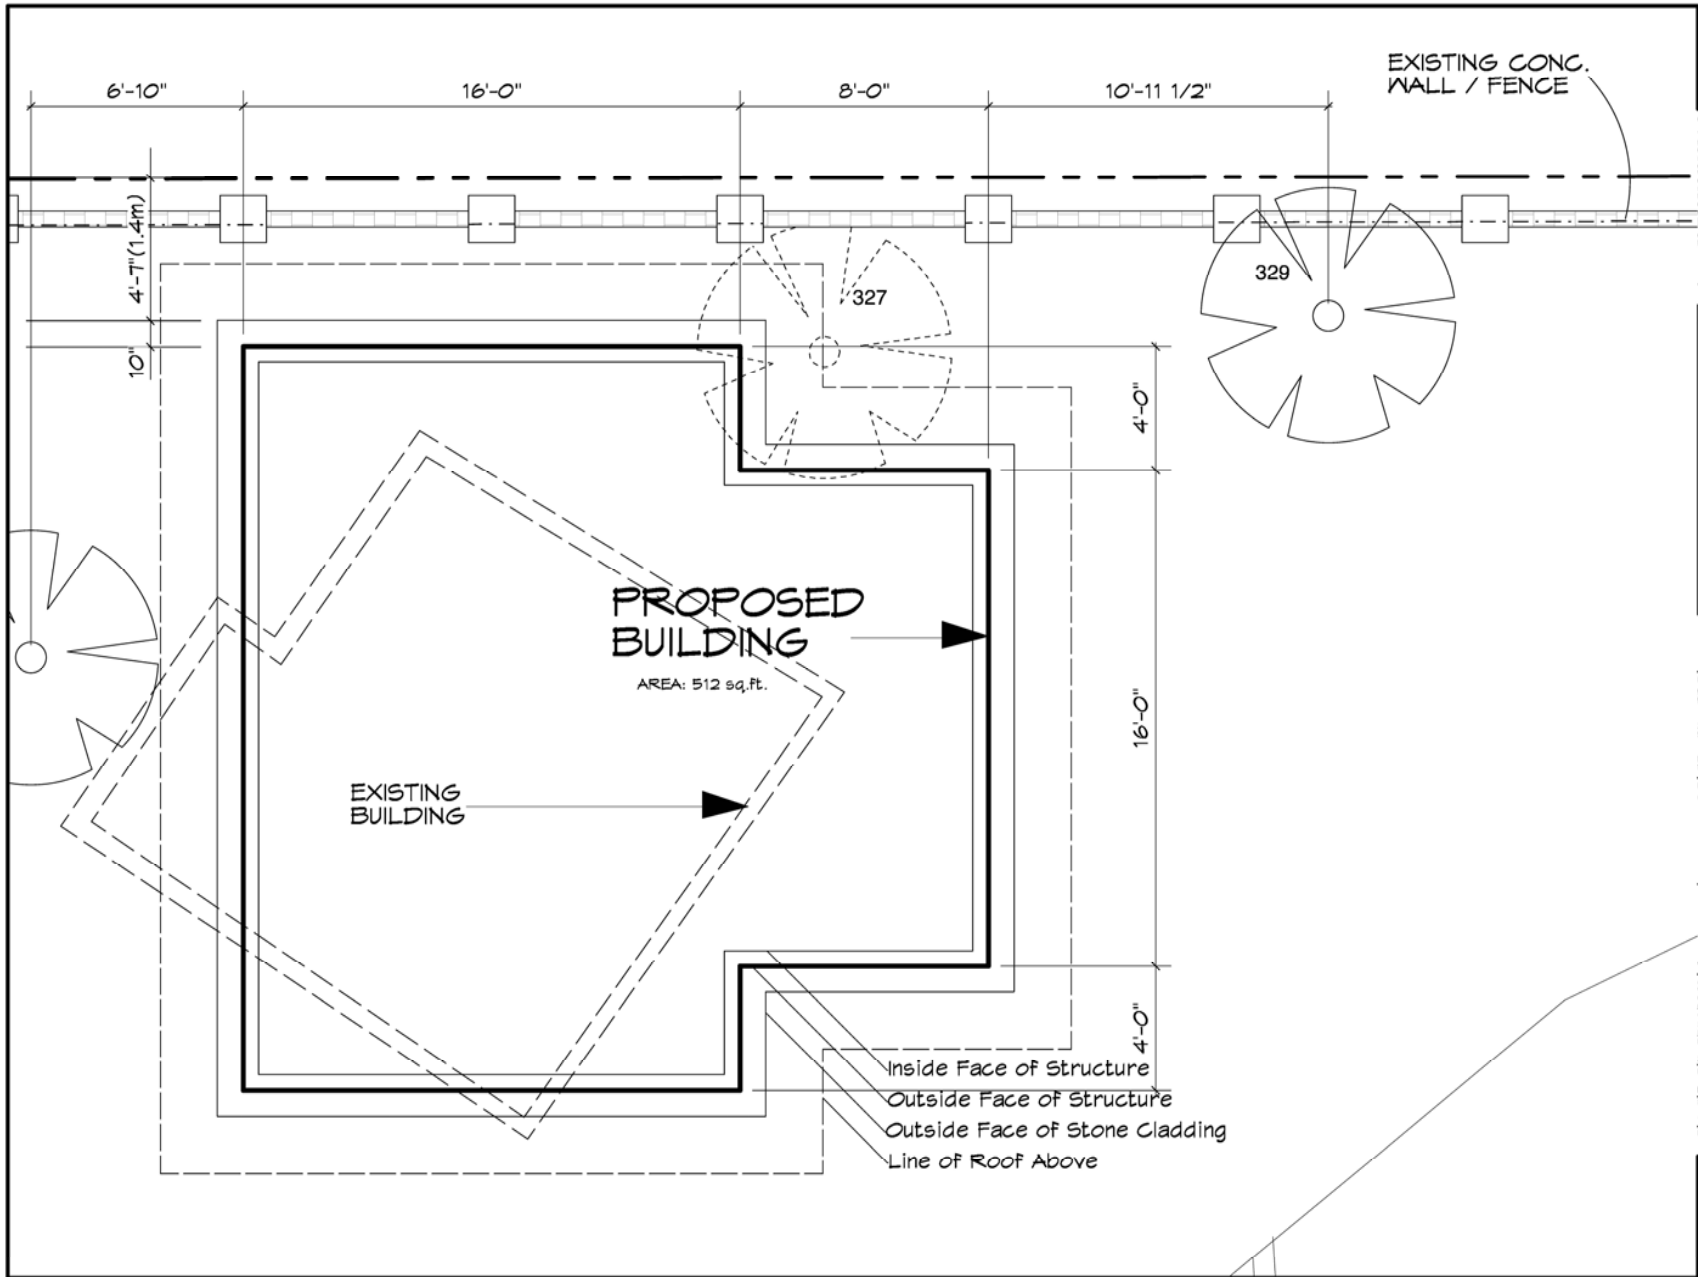 EXISTING CONC.
WALL / FENCE
6'-10"
16'-0"
8'-0"
10'-11 1/2"
4'-7"(1.4m)
10"
327
329
4'-0"
PROPOSED
BUILDING
AREA: 512 sq.ft.
16'-0"
EXISTING
BUILDING
4'-0"
Inside Face of Structure
Outside Face of Structure
Outside Face of Stone Cladding
Line of Roof Above